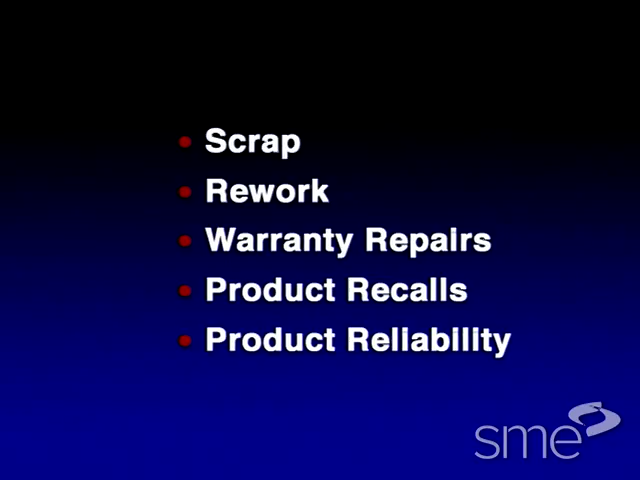 Scrap
Rework
Warranty Repairs
Product Recalls
Product Reliability
sme